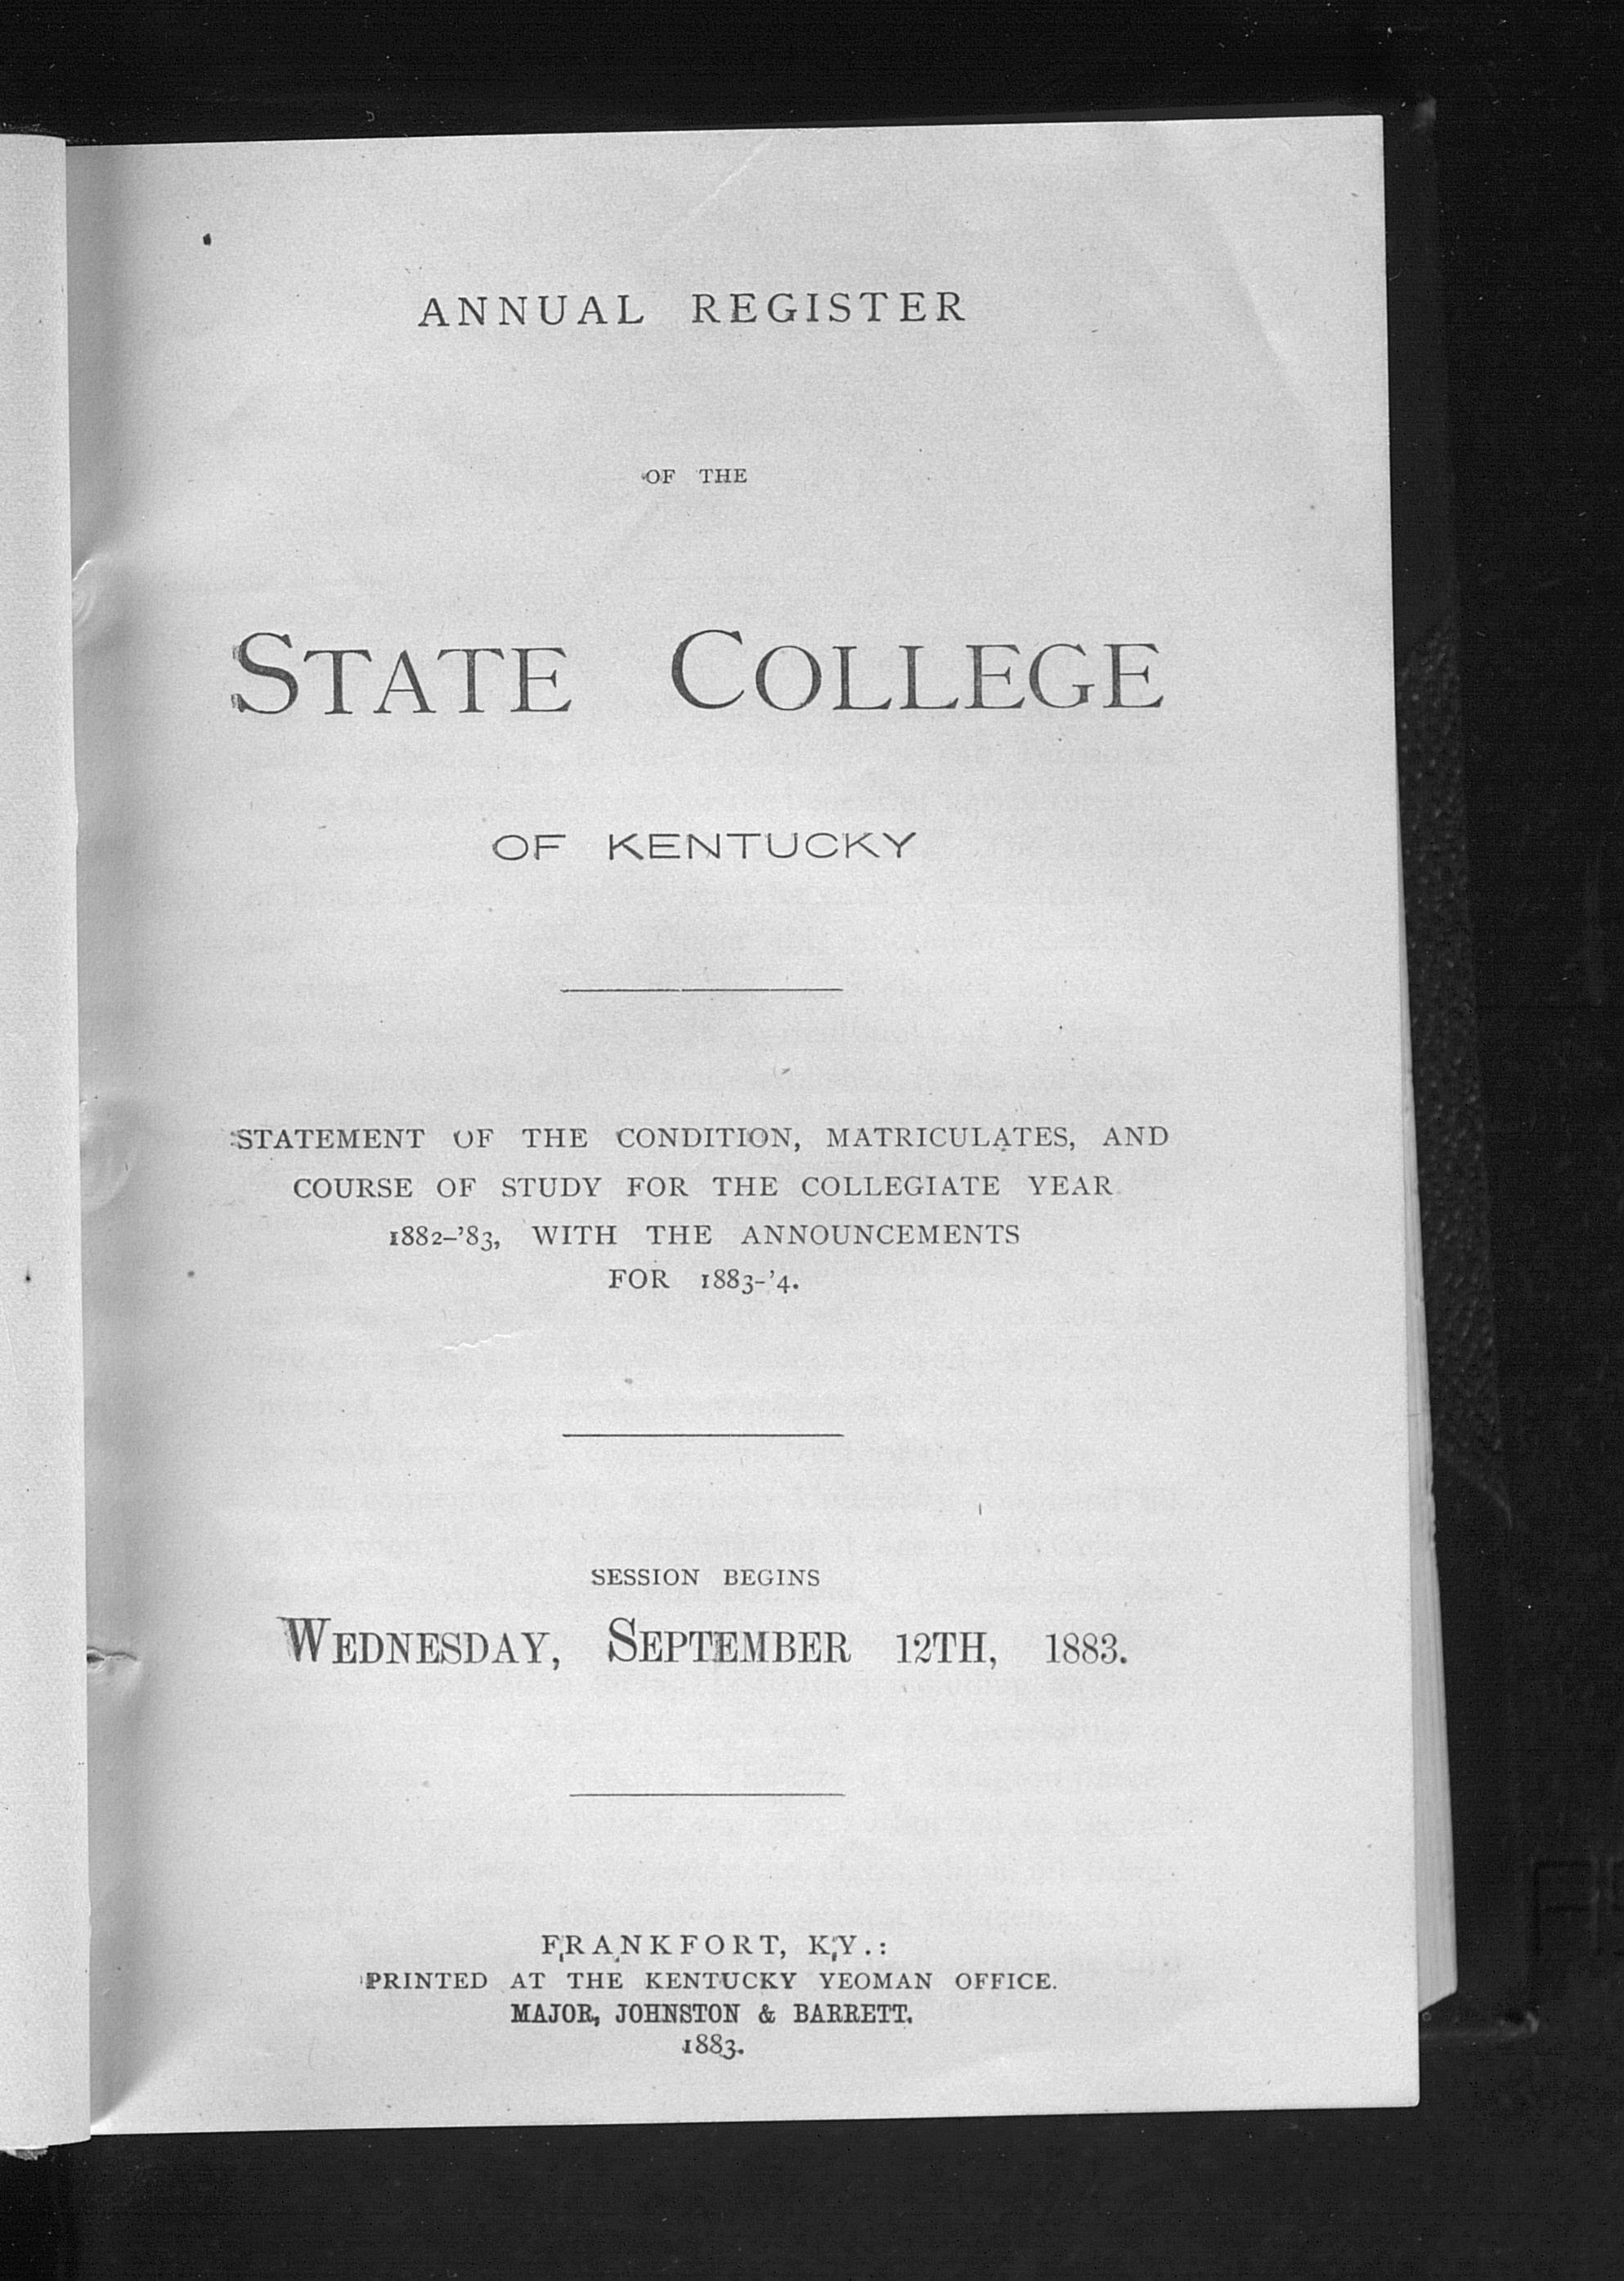 ANNUAL REGISTER
OF THE
STATE COLLEGE
OF KENTUCKY
STATEMENT OF THE CONDITION, MATRICULATES, AND
COURSE OF STUDY FOR THE COLLEGIATE YEAR
1882-'83, WITH THE ANNOUNCEMENTS
FOR 1883-'4.
SESSION BEGINS
WEDNESDAY, SEPTEMBER 12TH, 1883.
FRANKFORT, KY.:
PRINTED AT THE KENTUCKY YEOMAN OFFICE.
MAJOR, JOHNSTON & BARRETT.
1883.